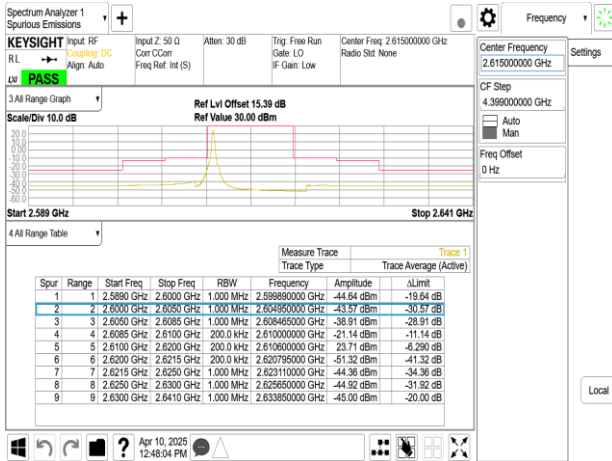 Spectrum Analyzer 1
Spurious Emissions
Frequency
KEYSIGHT
Input: RF
Coupling: DC
Align: Auto
Input Z: 50 Ω
Corr CCorr
Freq Ref: Int (S)
Atten: 30 dB
Trig: Free Run
Gate: LO
IF Gain: Low
Center Freq: 2.615000000 GHz
Radio Std: None
RL
LXI
PASS
Center Frequency
2.615000000 GHz
Settings
CF Step
4.399000000 GHz
Auto
Man
Freq Offset
0 Hz
Local
3 All Range Graph
Scale/Div 10.0 dB
Ref Lvl Offset 15.39 dB
Ref Value 30.00 dBm
20.0
10.0
0.00
-10.0
-20.0
-30.0
-40.0
-50.0
-60.0
Start 2.589 GHz
Stop 2.641 GHz
4 All Range Table
Measure Trace Trace 1
Trace Type Trace Average (Active)
Spur Range Start Freq Stop Freq RBW Frequency Amplitude ΔLimit
1 1 2.5890 GHz 2.6000 GHz 1.000 MHz 2.599890000 GHz -44.64 dBm -19.64 dB
2 2 2.6000 GHz 2.6050 GHz 1.000 MHz 2.604950000 GHz -43.57 dBm -30.57 dB
3 3 2.6050 GHz 2.6085 GHz 1.000 MHz 2.608465000 GHz -38.91 dBm -28.91 dB
4 4 2.6085 GHz 2.6100 GHz 200.0 kHz 2.610000000 GHz -21.14 dBm -11.14 dB
5 5 2.6100 GHz 2.6200 GHz 200.0 kHz 2.610600000 GHz 23.71 dBm -6.290 dB
6 6 2.6200 GHz 2.6215 GHz 200.0 kHz 2.620795000 GHz -51.32 dBm -41.32 dB
7 7 2.6215 GHz 2.6250 GHz 1.000 MHz 2.623110000 GHz -44.36 dBm -34.36 dB
8 8 2.6250 GHz 2.6300 GHz 1.000 MHz 2.625650000 GHz -44.92 dBm -31.92 dB
9 9 2.6300 GHz 2.6410 GHz 1.000 MHz 2.633850000 GHz -45.00 dBm -20.00 dB
Apr 10, 2025
12:48:04 PM